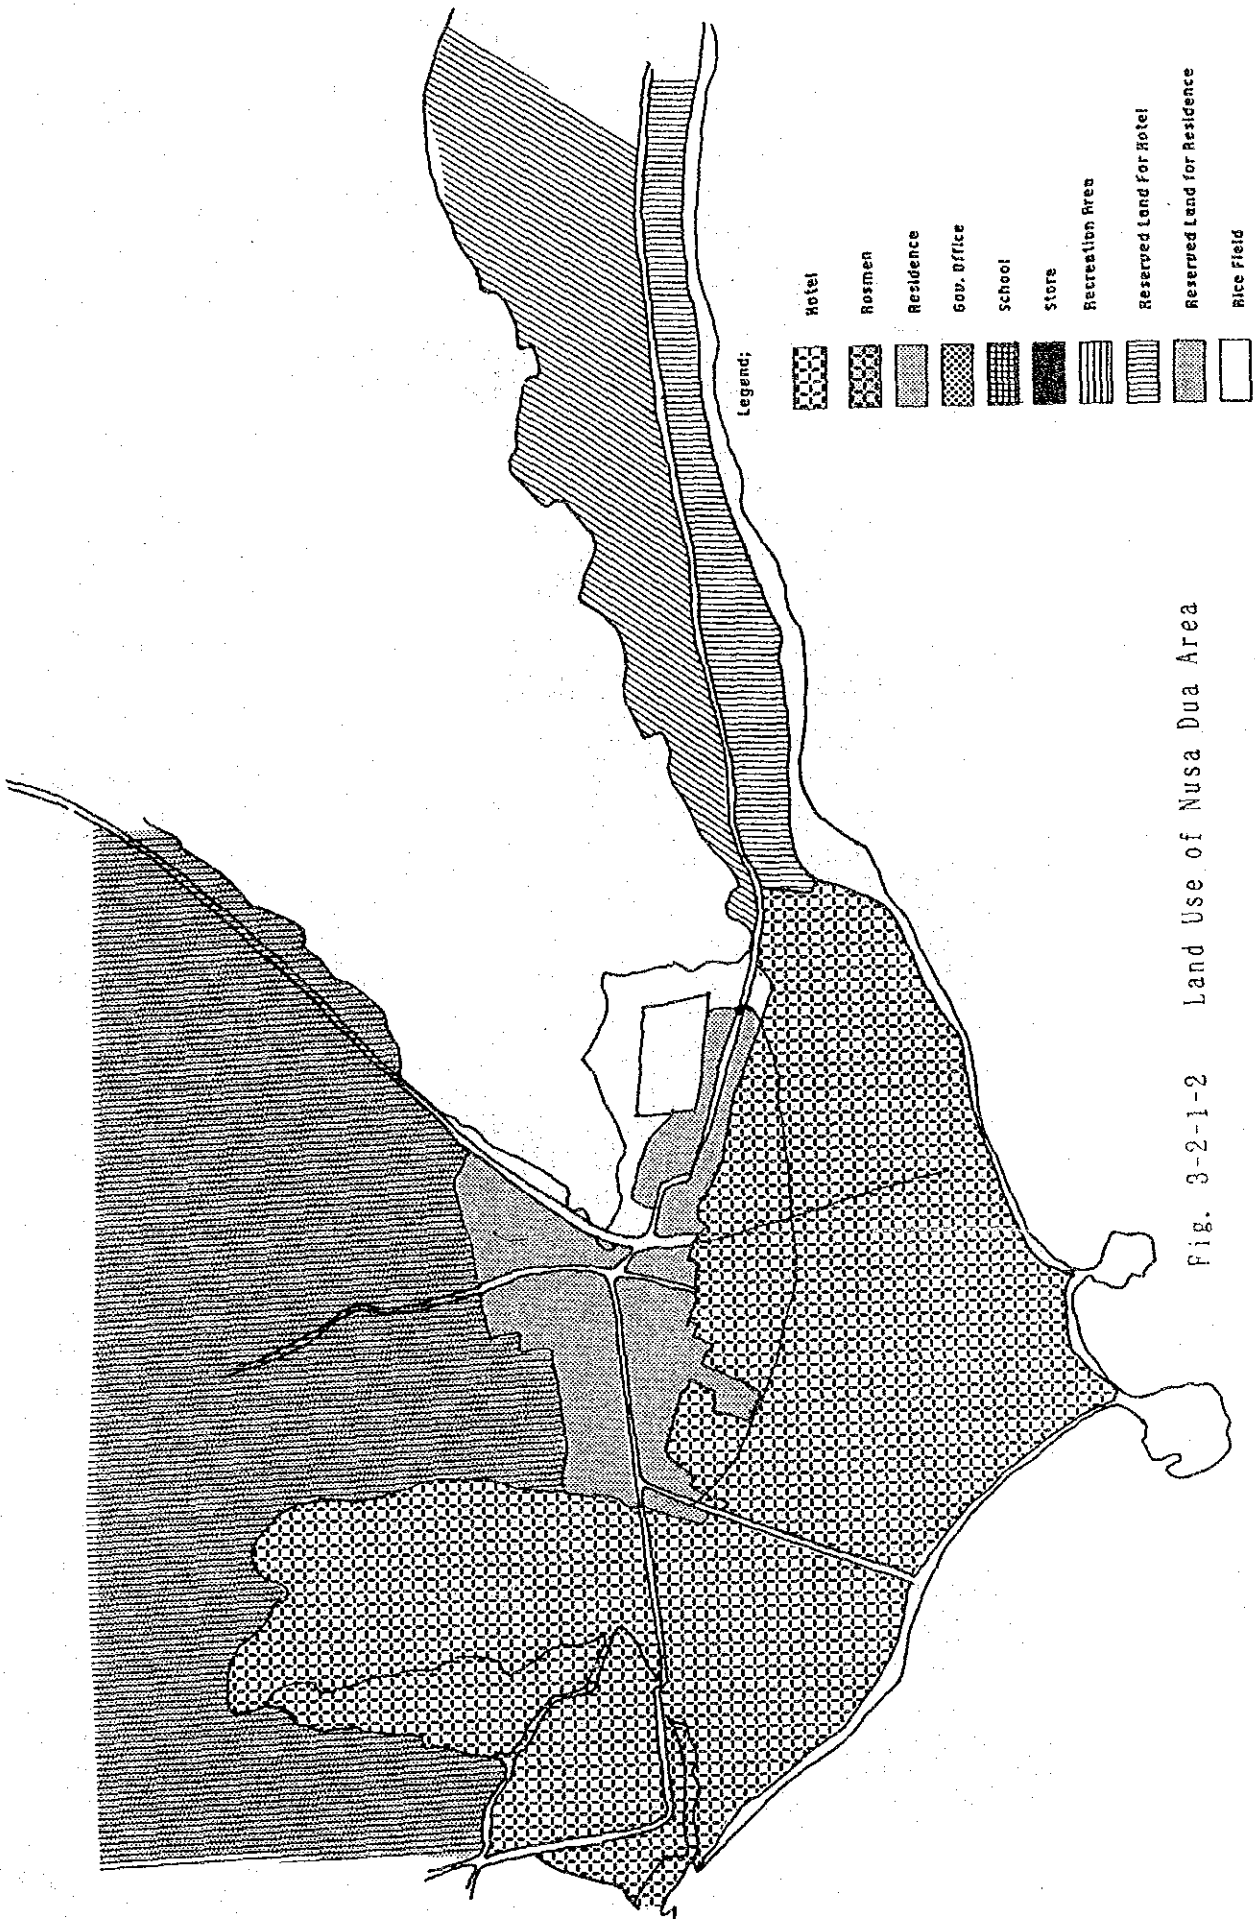 Legend;
Hotel
Rosmen
Residence
Gov. Office
School
Store
Recreation Area
Reserved Land For Hotel
Reserved Land for Residence
Rice Field
Fig. 3-2-1-2 Land Use of Nusa Dua Area